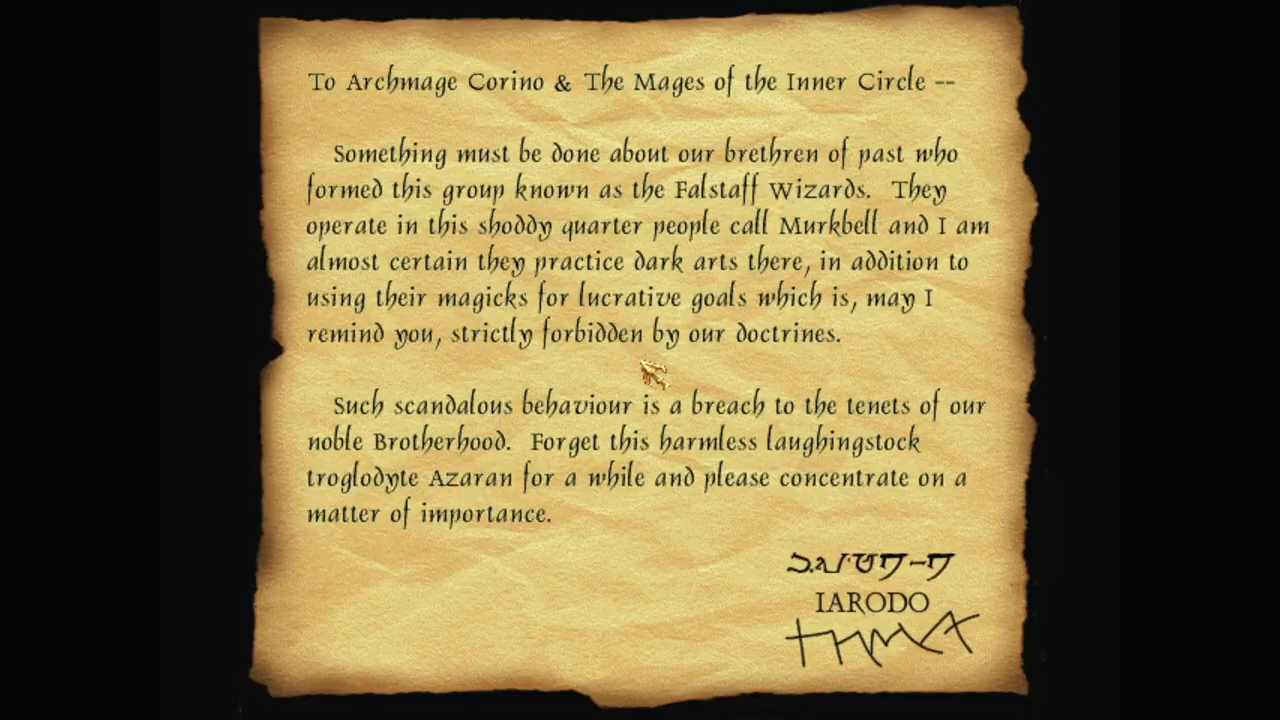 To Archmage Corino & The Mages of the Inner Circle --
Something must be done about our brethren of past who
formed this group known as the Falstaff Wizards. They
operate in this shoddy quarter people call Murkbell and I am
almost certain they practice dark arts there, in addition to
using their magicks for lucrative goals which is, may I
remind you, strictly forbidden by our doctrines.
Such scandalous behaviour is a breach to the tenets of our
noble Brotherhood. Forget this harmless laughingstock
troglodyte Azaran for a while and please concentrate on a
matter of importance.
IARODO